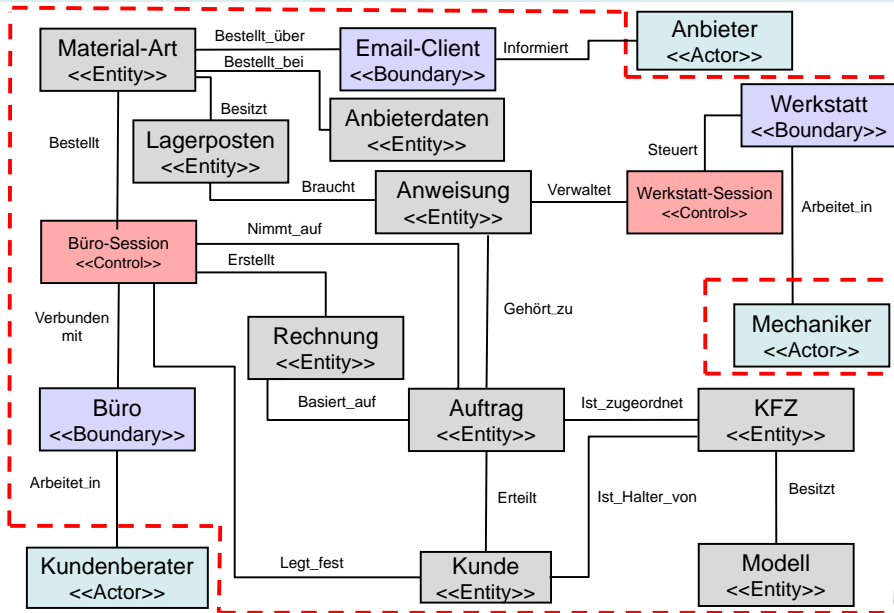 Material-Art
<<Entity>>
Bestellt_über
Email-Client
<<Boundary>>
Informiert
Anbieter
<<Actor>>
Bestellt_bei
Besitzt
Lagerposten
<<Entity>>
Anbieterdaten
<<Entity>>
Werkstatt
<<Boundary>>
Bestellt
Steuert
Braucht
Anweisung
<<Entity>>
Verwaltet
Werkstatt-Session
<<Control>>
Arbeitet_in
Büro-Session
<<Control>>
Nimmt_auf
Erstellt
Verbunden
mit
Rechnung
<<Entity>>
Gehört_zu
Mechaniker
<<Actor>>
Büro
<<Boundary>>
Basiert_auf
Auftrag
<<Entity>>
Ist_zugeordnet
KFZ
<<Entity>>
Arbeitet_in
Erteilt
Ist_Halter_von
Besitzt
Kundenberater
<<Actor>>
Legt_fest
Kunde
<<Entity>>
Modell
<<Entity>>